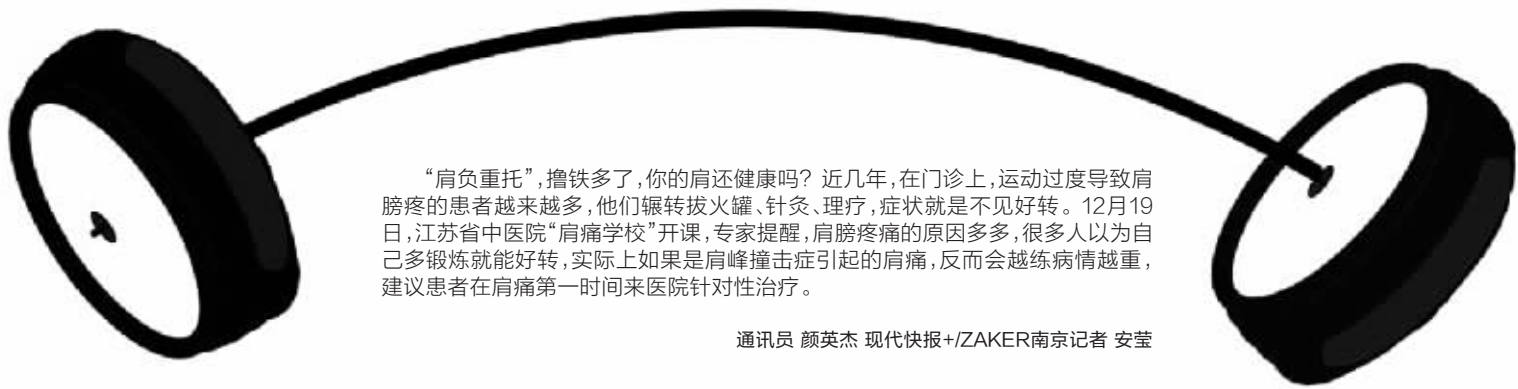 “肩负重托”,撸铁多了,你的肩还健康吗？近几年,在门诊上,运动过度导致肩
膀疼的患者越来越多,他们辗转拔火罐、针灸、理疗,症状就是不见好转。12月19
日,江苏省中医院“肩痛学校”开课,专家提醒,肩膀疼痛的原因多多,很多人以为自
己多锻炼就能好转,实际上如果是肩峰撞击症引起的肩痛,反而会越练病情越重,
建议患者在肩痛第一时间来医院针对性治疗。
通讯员 颜英杰 现代快报+/ZAKER南京记者 安莹